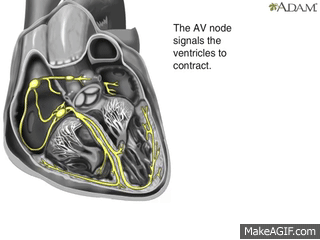 ADAM
The AV node
signals the
ventricles to
contract.
MakeAGIF.com